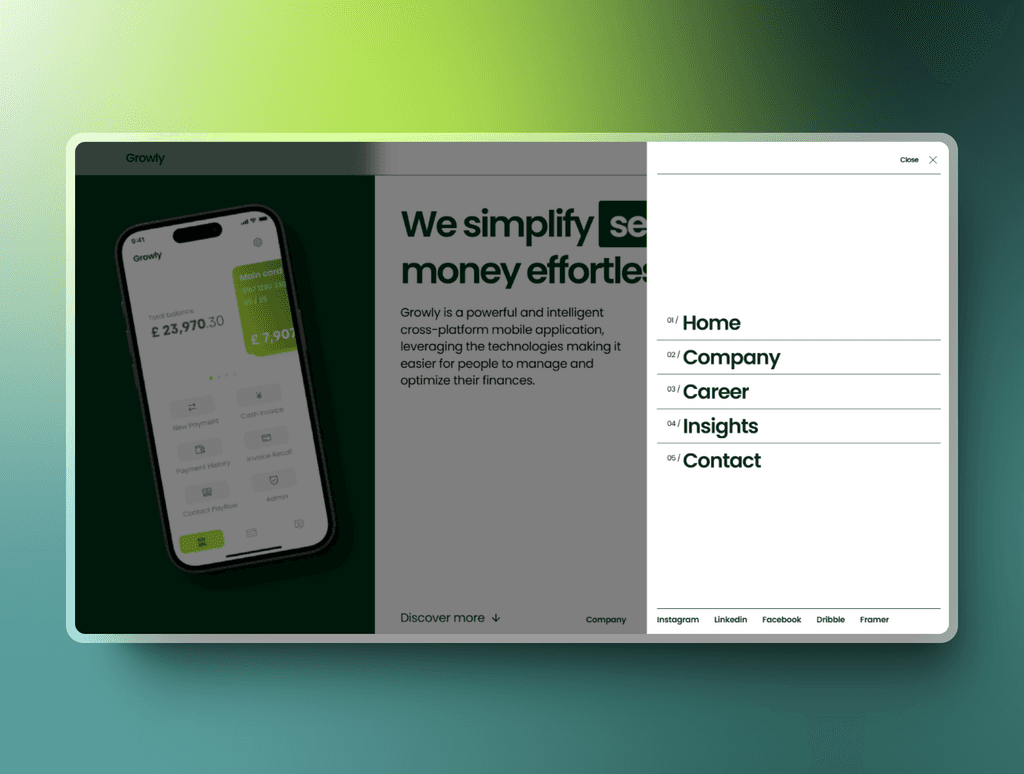 Growly
9:41
Growly
Main card
Total balance
£ 23,970.30
£ 7,907
New Payment
Cash Invoice
Payment History
Invoice Recall
Contact Payflow
Admin
We simplify se
money effortles
Growly is a powerful and intelligent
cross-platform mobile application,
leveraging the technologies making it
easier for people to manage and
optimize their finances.
Discover more ↓
Company
Close
01 / Home
02 / Company
03 / Career
04 / Insights
05 / Contact
Instagram Linkedin Facebook Dribble Framer